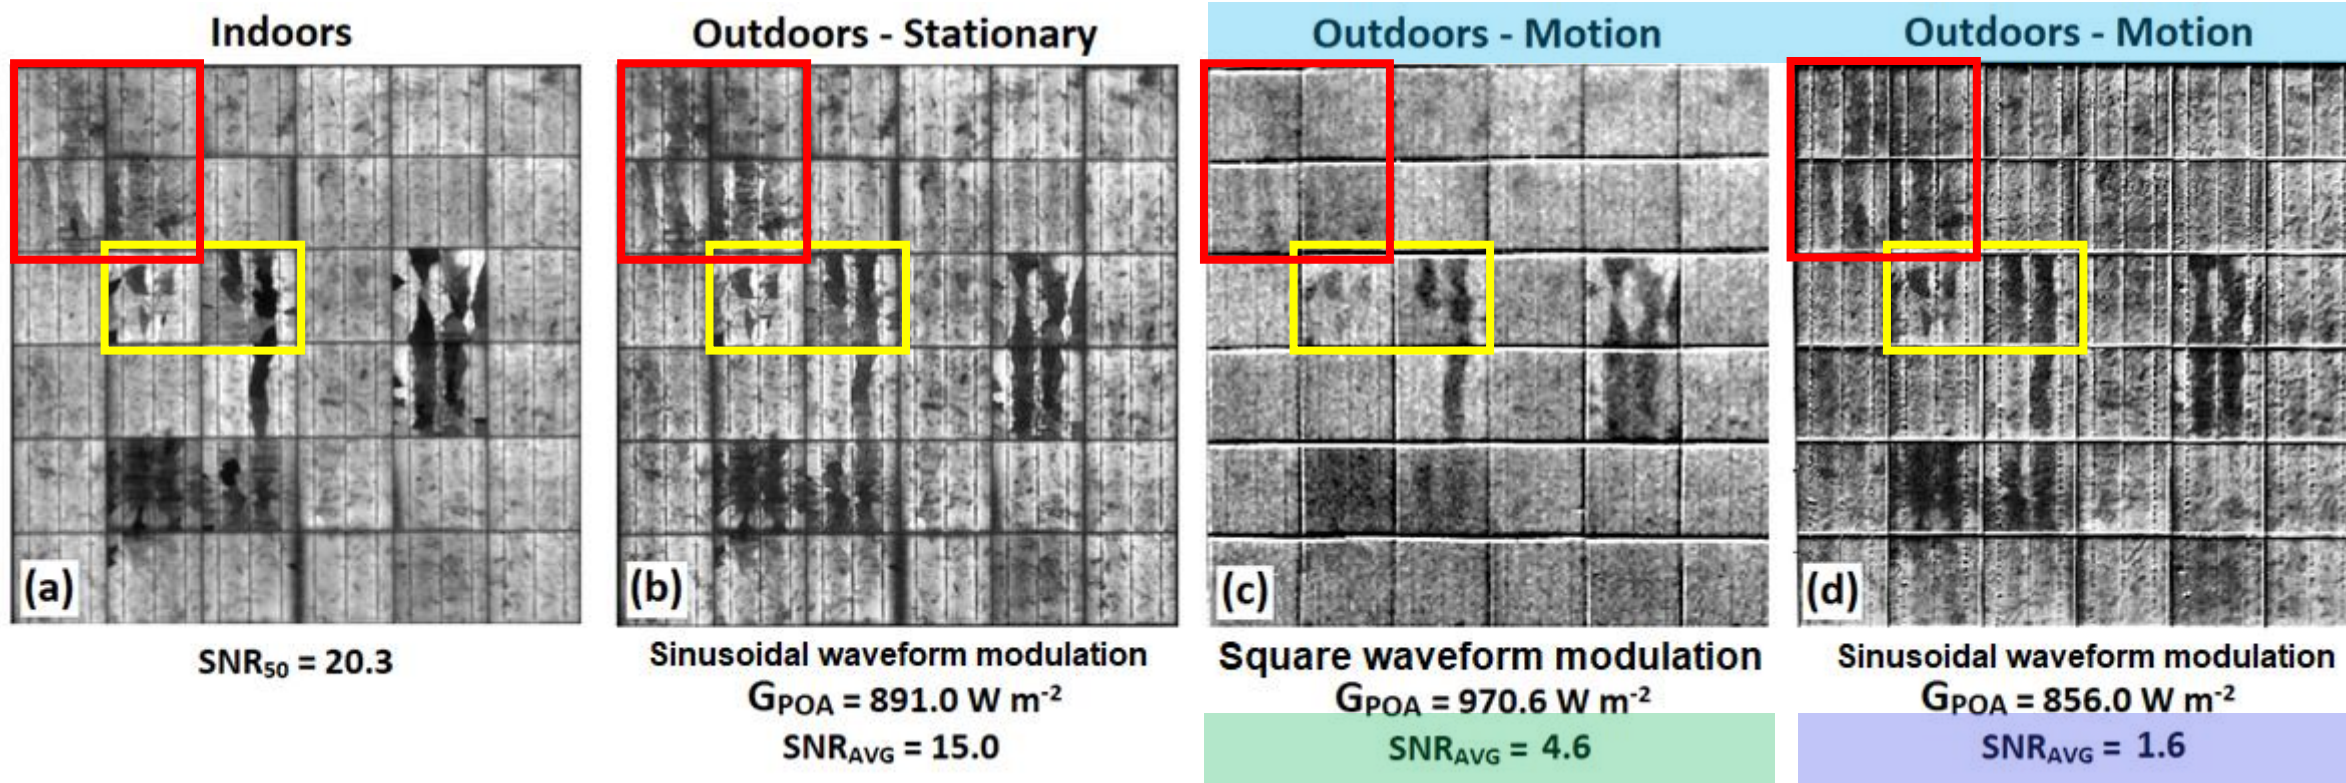 Indoors
Outdoors - Stationary
Outdoors - Motion
Outdoors - Motion
(a)
(b)
(c)
(d)
SNR50 = 20.3
Sinusoidal waveform modulation
GPOA = 891.0 W m-2
SNRAVG = 15.0
Square waveform modulation
GPOA = 970.6 W m-2
SNRAVG = 4.6
Sinusoidal waveform modulation
GPOA = 856.0 W m-2
SNRAVG = 1.6